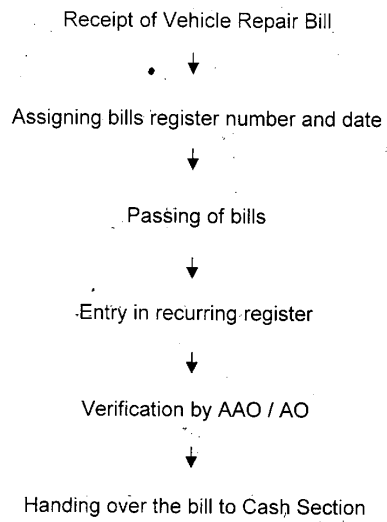 Receipt of Vehicle Repair Bill
Assigning bills register number and date
Passing of bills
Entry in recurring register
Verification by AAO / AO
Handing over the bill to Cash Section